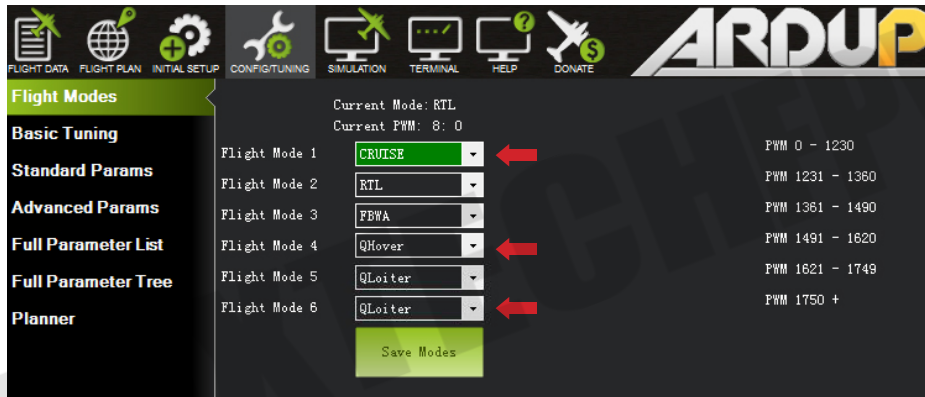 FLIGHT DATA FLIGHT PLAN INITIAL SETUP CONFIG/TUNING SIMULATION TERMINAL HELP DONATE ARDUP
Flight Modes
Basic Tuning
Standard Params
Advanced Params
Full Parameter List
Full Parameter Tree
Planner
Current Mode: RTL
Current PWM: 8: 0
Flight Mode 1 CRUISE PWM 0 - 1230
Flight Mode 2 RTL PWM 1231 - 1360
Flight Mode 3 FBWA PWM 1361 - 1490
Flight Mode 4 QHover PWM 1491 - 1620
Flight Mode 5 QLoiter PWM 1621 - 1749
Flight Mode 6 QLoiter PWM 1750 +
Save Modes